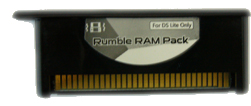 B
For DS Lite Only
Rumble RAM Pack